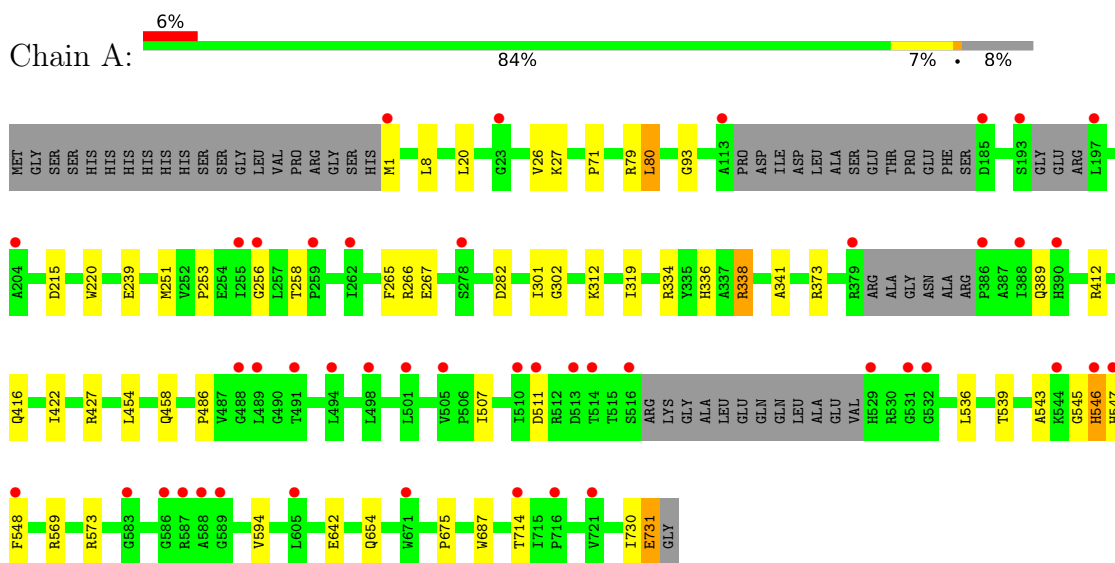 6%
Chain A:
84% 7% • 8%
MET GLY SER SER HIS HIS HIS HIS HIS HIS SER SER GLY LEU VAL PRO ARG GLY SER HIS M1 L8 L20 G23 V26 K27 P71 R79 L80 G93 A113 PRO ASP ILE ASP LEU ALA SER GLU THR PRO GLU PHE SER D185 S193 GLY GLU ARG L197
A204 D215 W220 E239 M251 V252 P253 E254 I255 G256 L257 T258 P259 I262 F265 R266 E267 S278 D282 I301 G302 K312 I319 R334 Y335 H336 A337 R338 A341 R373 R379 ARG ALA GLY ASN ALA ARG P386 A387 I388 Q389 H390 R412
Q416 I422 R427 L454 Q458 P486 V487 G488 L489 G490 T491 L494 L498 L501 V505 P506 I507 I510 D511 R512 D513 T514 T515 S516 ARG LYS GLY ALA LEU GLU GLN GLN LEU ALA GLU VAL H529 R530 G531 G532 L536 T539 A543 K544 G545 H546 H547
F548 R569 R573 G583 G586 R587 A588 G589 V594 L605 E642 Q654 W671 P675 W687 T714 I715 P716 V721 I730 E731 GLY